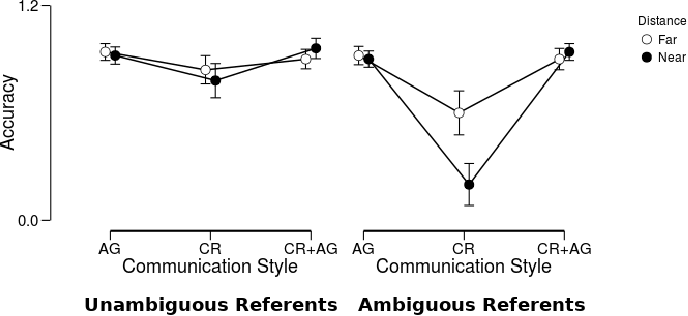 1.2
Accuracy
0.0
Distance
Far
Near
AG CR CR+AG
Communication Style
AG CR CR+AG
Communication Style
Unambiguous Referents
Ambiguous Referents